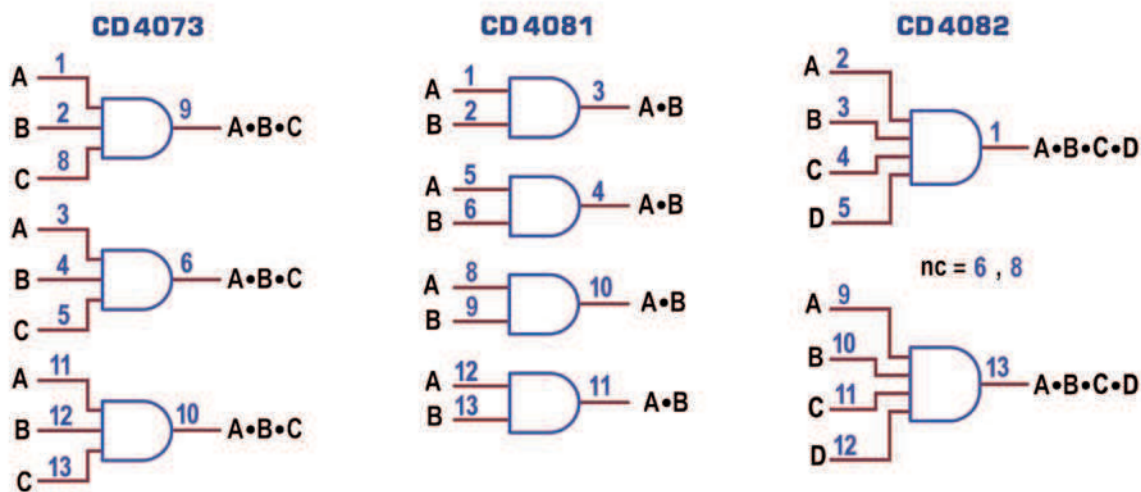 CD4073
A 1
B 2
C 8
9 A•B•C
A 3
B 4
C 5
6 A•B•C
A 11
B 12
C 13
10 A•B•C
CD4081
A 1
B 2
3 A•B
A 5
B 6
4 A•B
A 8
B 9
10 A•B
A 12
B 13
11 A•B
CD4082
A 2
B 3
C 4
D 5
1 A•B•C•D
nc = 6 , 8
A 9
B 10
C 11
D 12
13 A•B•C•D